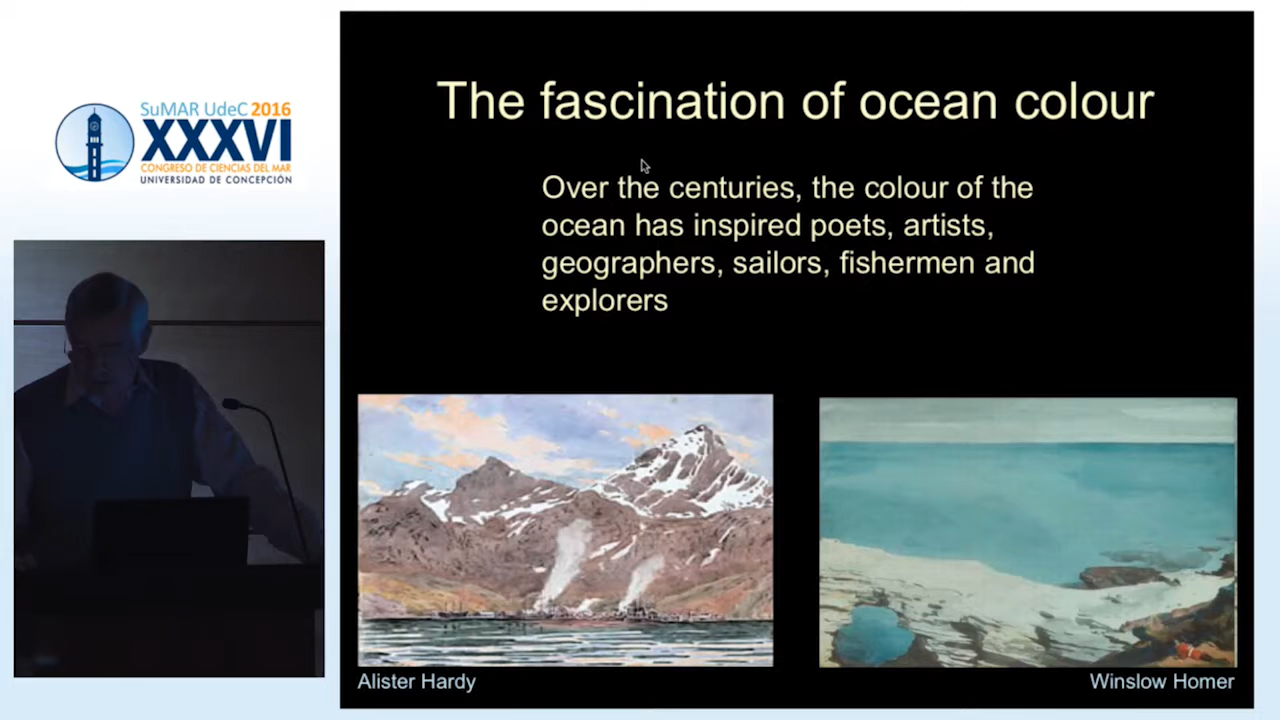 SuMAR UdeC 2016
XXXVI
CONGRESO DE CIENCIAS DEL MAR
UNIVERSIDAD DE CONCEPCIÓN
The fascination of ocean colour
Over the centuries, the colour of the
ocean has inspired poets, artists,
geographers, sailors, fishermen and
explorers
Alister Hardy
Winslow Homer